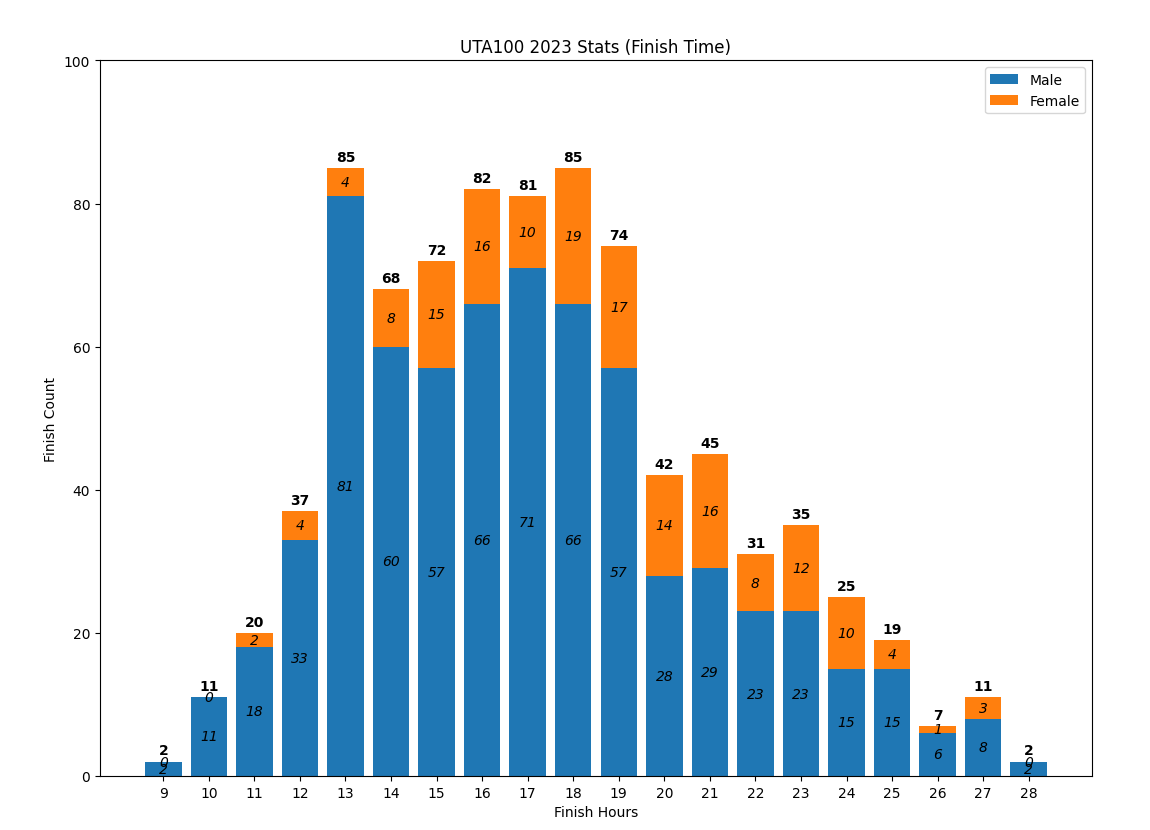 UTA100 2023 Stats (Finish Time)
Male
Female
Finish Count
100
80
60
40
20
0
2 11 20 37 85 68 72 82 81 85 74 42 45 31 35 25 19 7 11 2
0 0 2 4 4 8 15 16 10 19 17 14 16 8 12 10 4 1 3 0
2 11 18 33 81 60 57 66 71 66 57 28 29 23 23 15 15 6 8 2
9 10 11 12 13 14 15 16 17 18 19 20 21 22 23 24 25 26 27 28
Finish Hours